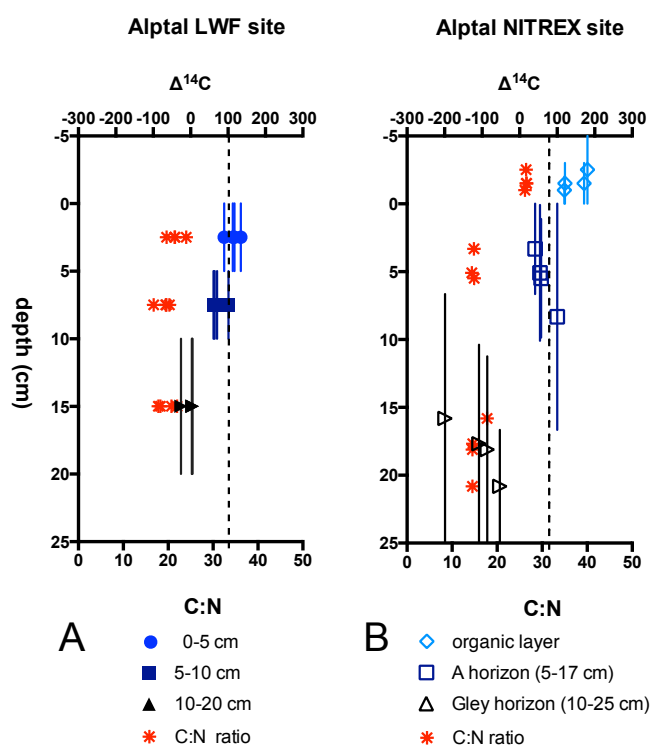 Alptal LWF site
Δ¹⁴C
-300 -200 -100 0 100 200 300
-5
0
5
10
15
20
25
depth (cm)
0 10 20 30 40 50
C:N
A
0-5 cm
5-10 cm
10-20 cm
C:N ratio
Alptal NITREX site
Δ¹⁴C
-300 -200 -100 0 100 200 300
-5
0
5
10
15
20
25
0 10 20 30 40 50
C:N
B
organic layer
A horizon (5-17 cm)
Gley horizon (10-25 cm)
C:N ratio